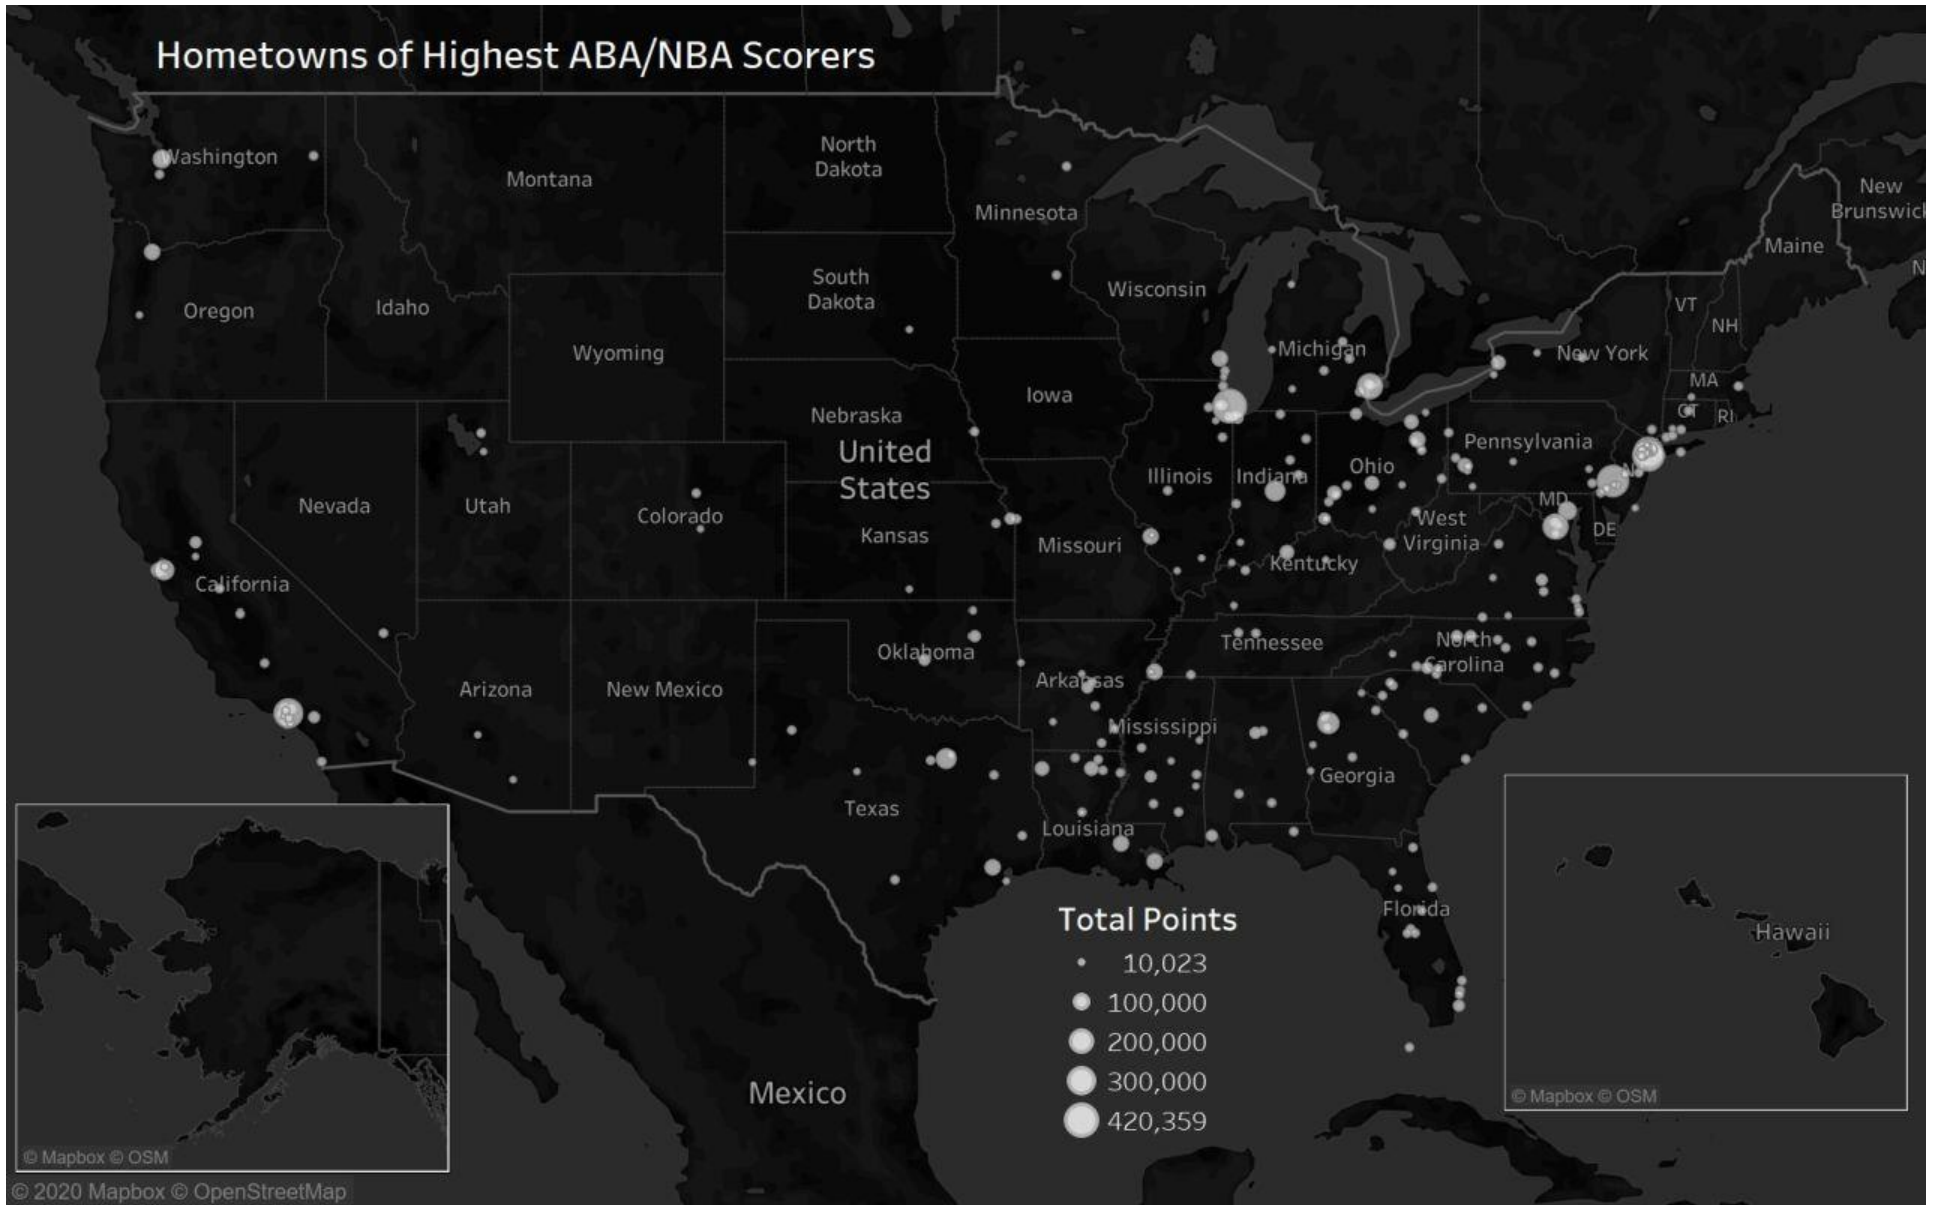 Hometowns of Highest ABA/NBA Scorers
Washington
Montana
North
Dakota
Minnesota
New
Brunswick
Maine
Oregon
Idaho
South
Dakota
Wisconsin
VT
NH
Wyoming
Michigan
New York
MA
Iowa
Nebraska
CT
RI
United
States
Pennsylvania
Illinois
Indiana
Ohio
Nevada
Utah
Colorado
Kansas
Missouri
MD
West
Virginia
DE
California
Kentucky
Tennessee
North
Carolina
Oklahoma
Arkansas
Arizona
New Mexico
Mississippi
Georgia
Texas
Louisiana
Florida
Hawaii
Mexico
Total Points
10,023
100,000
200,000
300,000
420,359
© Mapbox © OSM
© Mapbox © OSM
© 2020 Mapbox © OpenStreetMap